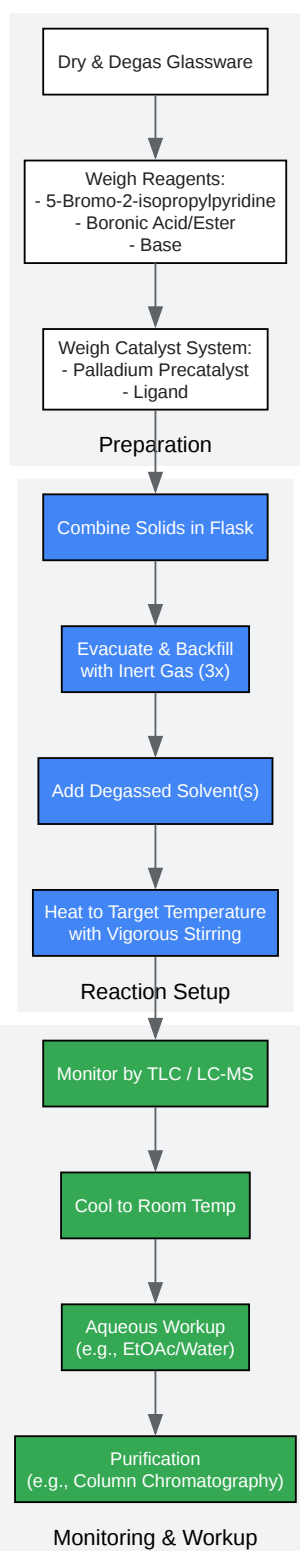 Dry & Degas Glassware
Weigh Reagents:
- 5-Bromo-2-isopropylpyridine
- Boronic Acid/Ester
- Base
Weigh Catalyst System:
- Palladium Precatalyst
- Ligand
Preparation
Combine Solids in Flask
Evacuate & Backfill
with Inert Gas (3x)
Add Degassed Solvent(s)
Heat to Target Temperature
with Vigorous Stirring
Reaction Setup
Monitor by TLC / LC-MS
Cool to Room Temp
Aqueous Workup
(e.g., EtOAc/Water)
Purification
(e.g., Column Chromatography)
Monitoring & Workup